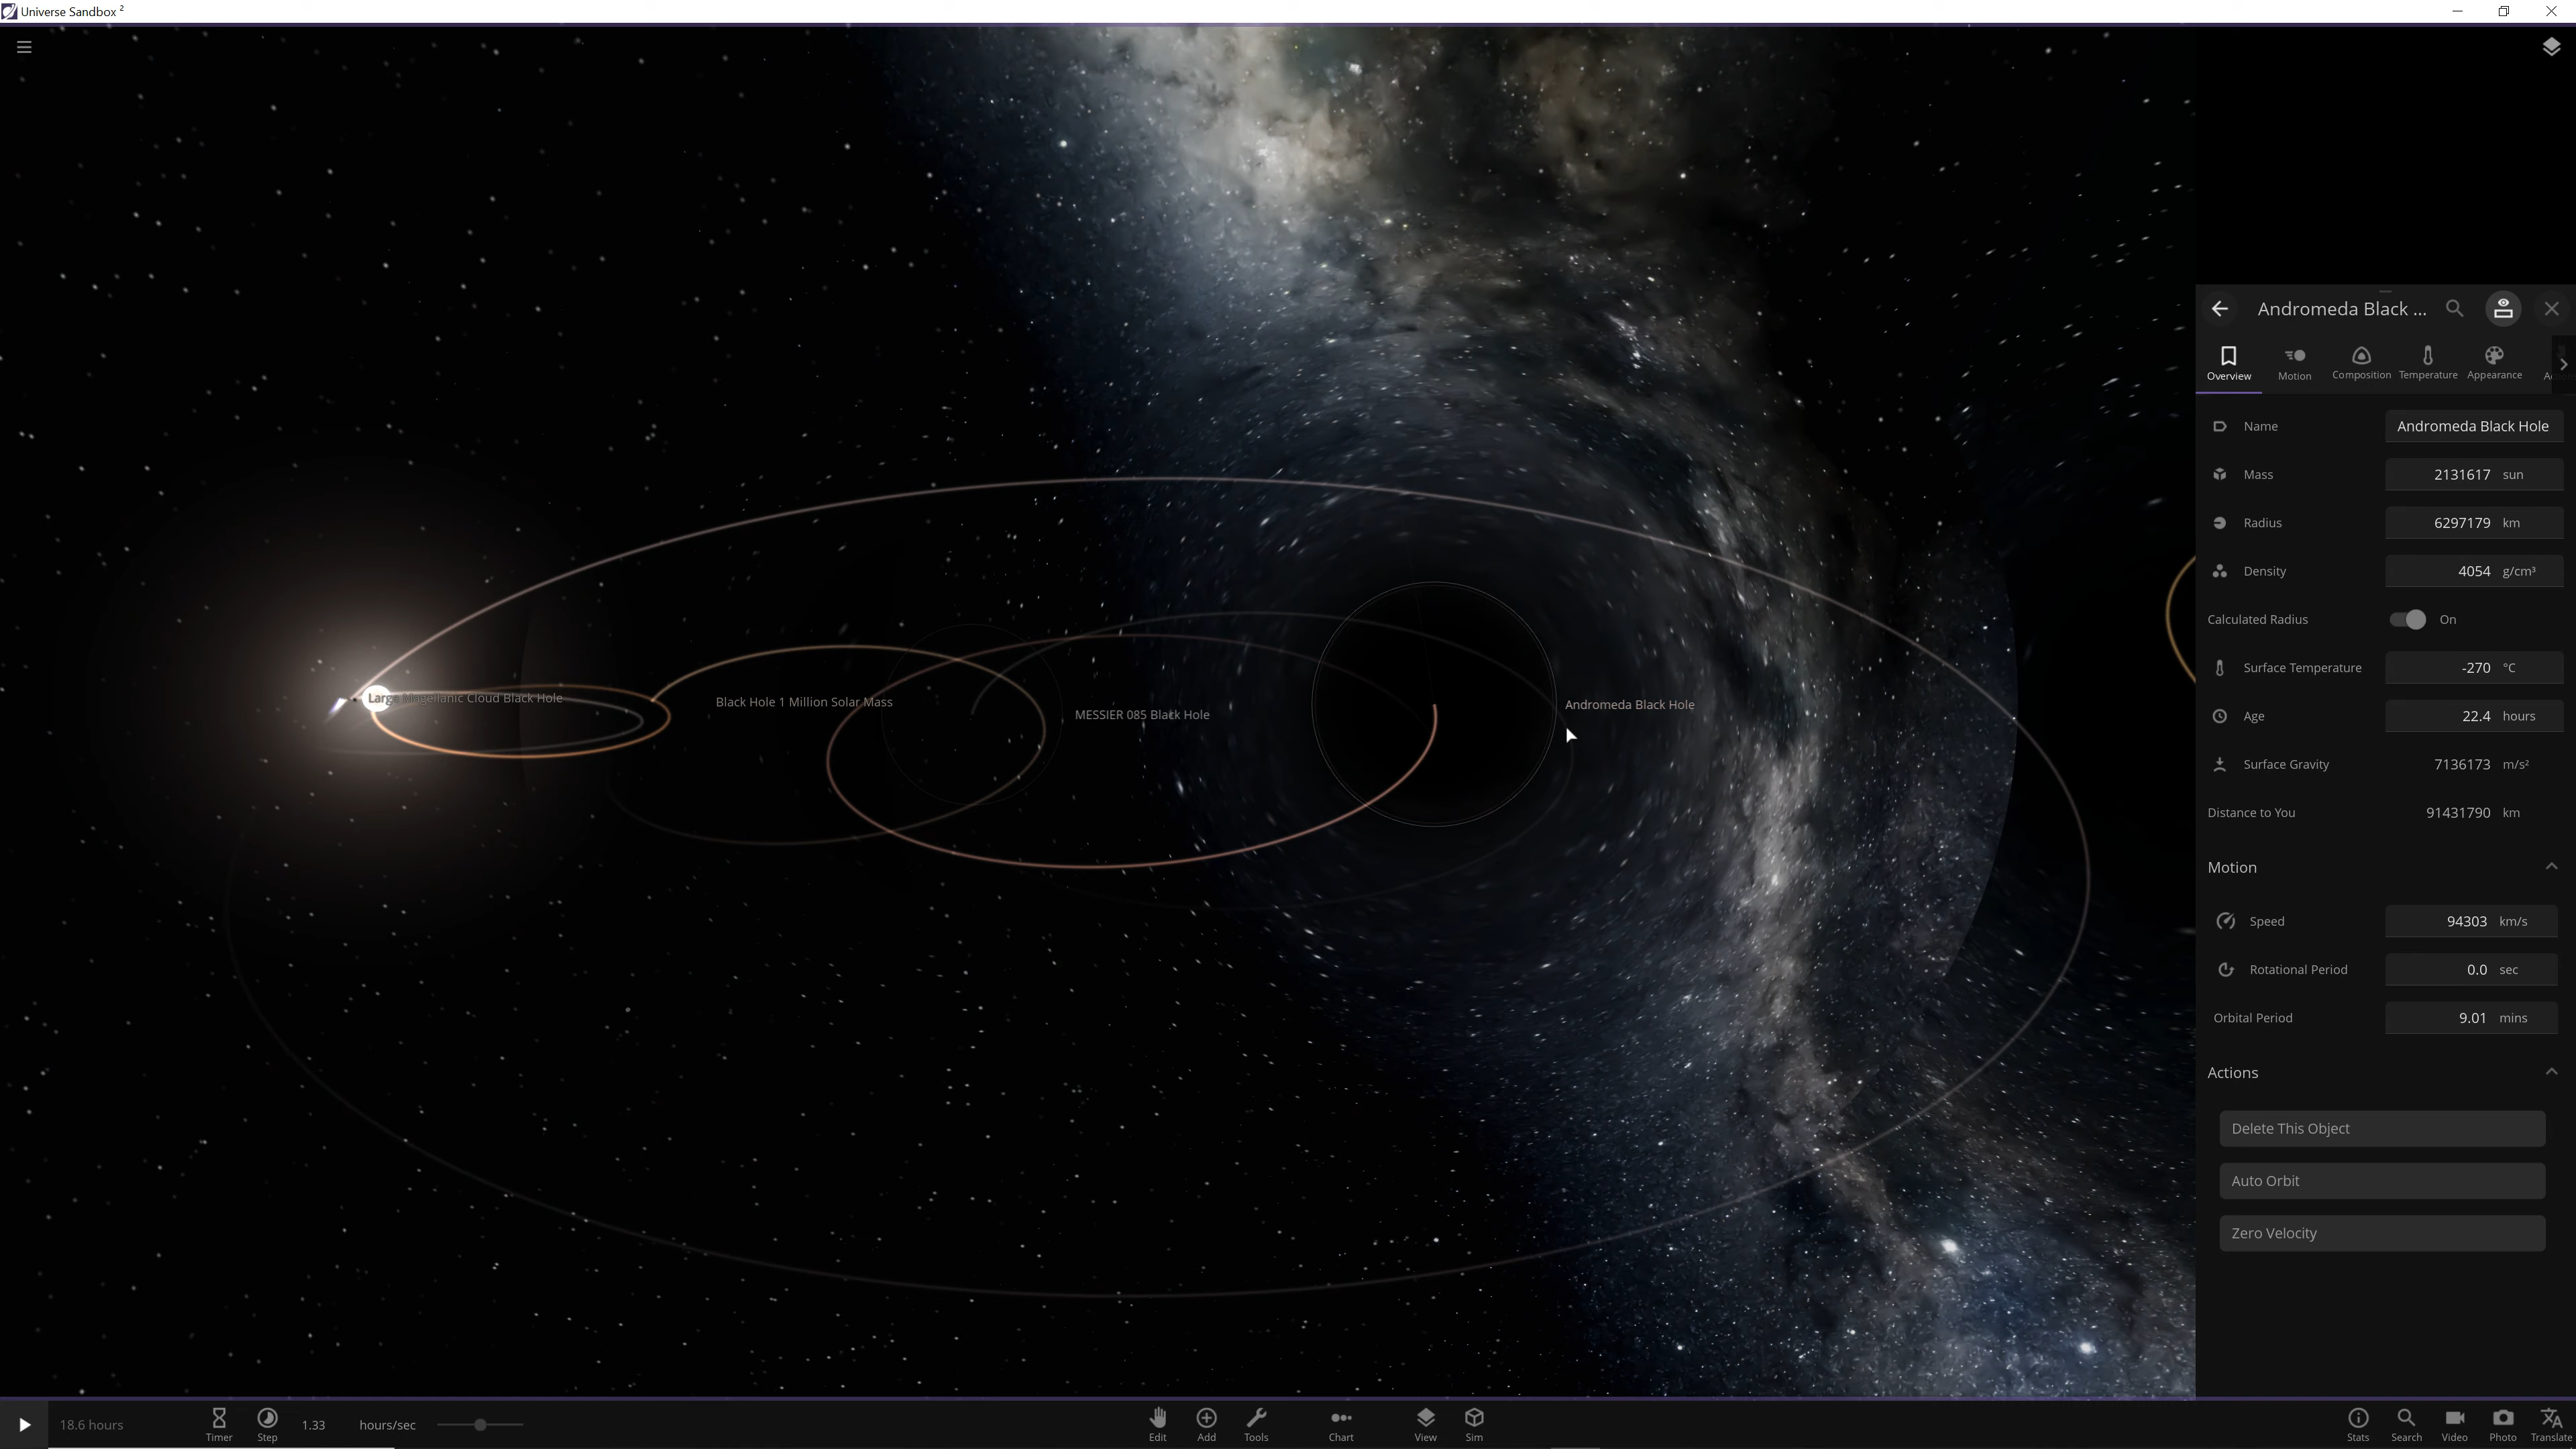 Universe Sandbox ²
Andromeda Black ...
Overview
Motion
Composition
Temperature
Appearance
Name
Andromeda Black Hole
Mass
2131617 sun
Radius
6297179 km
Density
4054 g/cm³
Calculated Radius
On
Surface Temperature
-270 °C
Age
22.4 hours
Surface Gravity
7136173 m/s²
Distance to You
91431790 km
Motion
Speed
94303 km/s
Rotational Period
0.0 sec
Orbital Period
9.01 mins
Actions
Delete This Object
Auto Orbit
Zero Velocity
Large Magellanic Cloud Black Hole
Black Hole 1 Million Solar Mass
MESSIER 085 Black Hole
Andromeda Black Hole
18.6 hours
Timer
Step
1.33 hours/sec
Edit
Add
Tools
Chart
View
Sim
Stats
Search
Video
Photo
Translate